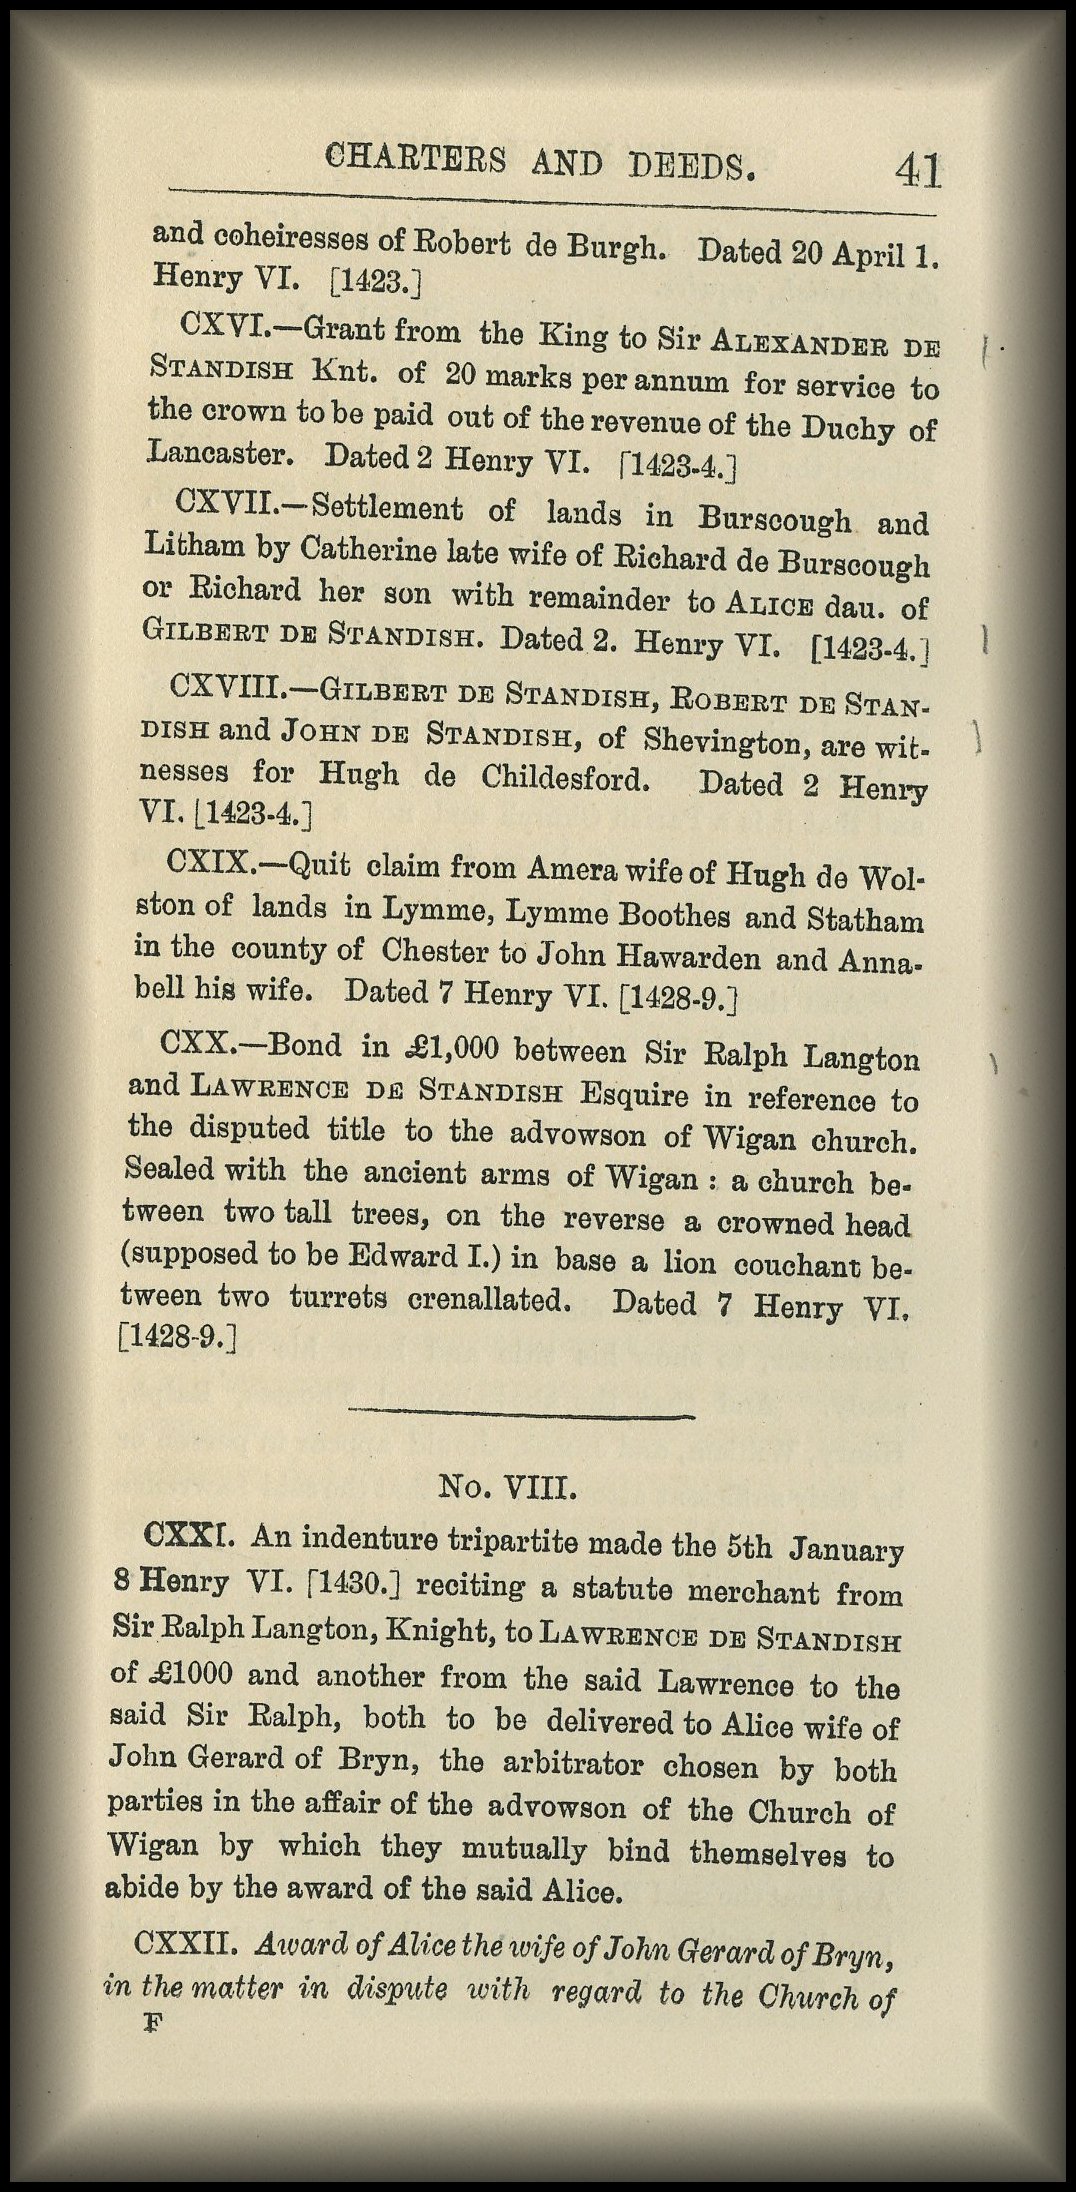 CHARTERS AND DEEDS. 41
and coheiresses of Robert de Burgh. Dated 20 April 1.
Henry VI. [1423.]
CXVI.—Grant from the King to Sir ALEXANDER DE
STANDISH Knt. of 20 marks per annum for service to
the crown to be paid out of the revenue of the Duchy of
Lancaster. Dated 2 Henry VI. [1423-4.]
CXVII.—Settlement of lands in Burscough and
Litham by Catherine late wife of Richard de Burscough
or Richard her son with remainder to ALICE dau. of
GILBERT DE STANDISH. Dated 2. Henry VI. [1423-4.]
CXVIII.—GILBERT DE STANDISH, ROBERT DE STAN-
DISH and JOHN DE STANDISH, of Shevington, are wit-
nesses for Hugh de Childesford. Dated 2 Henry
VI. [1423-4.]
CXIX.—Quit claim from Amera wife of Hugh de Wol-
ston of lands in Lymme, Lymme Boothes and Statham
in the county of Chester to John Hawarden and Anna-
bell his wife. Dated 7 Henry VI. [1428-9.]
CXX.—Bond in £1,000 between Sir Ralph Langton
and LAWRENCE DE STANDISH Esquire in reference to
the disputed title to the advowson of Wigan church.
Sealed with the ancient arms of Wigan : a church be-
tween two tall trees, on the reverse a crowned head
(supposed to be Edward I.) in base a lion couchant be-
tween two turrets crenallated. Dated 7 Henry VI.
[1428-9.]
No. VIII.
CXXI. An indenture tripartite made the 5th January
8 Henry VI. [1430.] reciting a statute merchant from
Sir Ralph Langton, Knight, to LAWRENCE DE STANDISH
of £1000 and another from the said Lawrence to the
said Sir Ralph, both to be delivered to Alice wife of
John Gerard of Bryn, the arbitrator chosen by both
parties in the affair of the advowson of the Church of
Wigan by which they mutually bind themselves to
abide by the award of the said Alice.
CXXII. Award of Alice the wife of John Gerard of Bryn,
in the matter in dispute with regard to the Church of
F